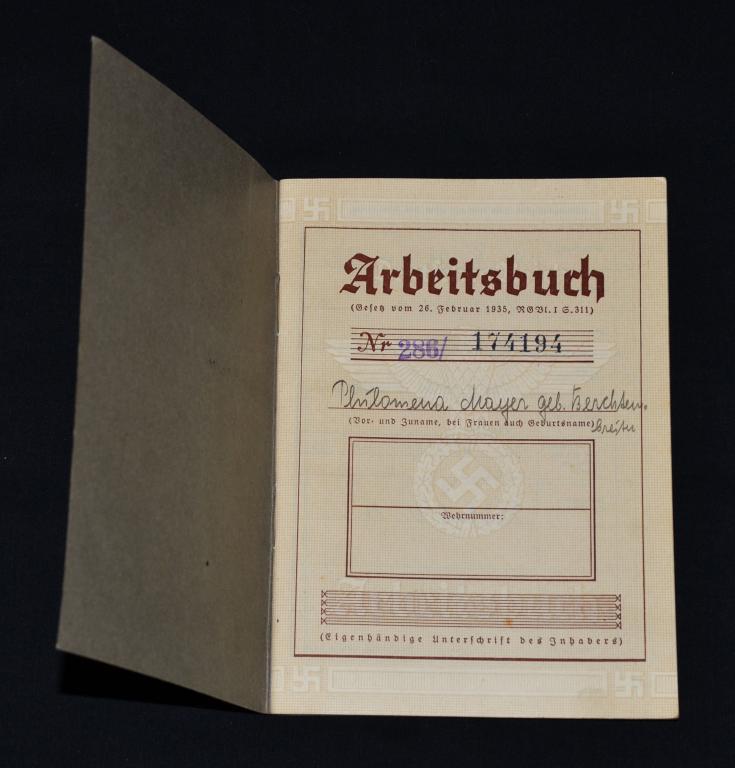 Arbeitsbuch
(Gesetz vom 26. Februar 1935, RGBl. I S.311)
Nr 286/ 174194
Philomena Mayer geb. Berchten-
breiter
(Vor- und Zuname, bei Frauen auch Geburtsname)
Wehrnummer:
Arbeitsbuch
(Eigenhändige Unterschrift des Inhabers)